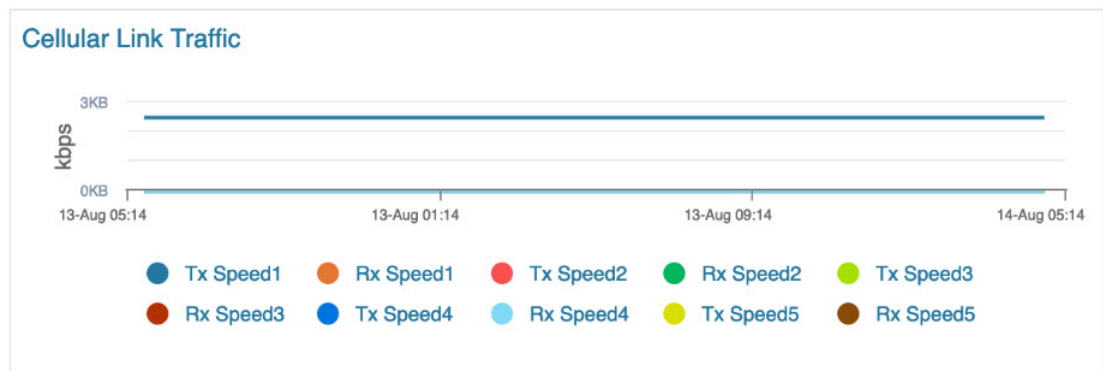 Cellular Link Traffic
3KB
kbps
0KB
13-Aug 05:14 13-Aug 01:14 13-Aug 09:14 14-Aug 05:14
Tx Speed1 Rx Speed1 Tx Speed2 Rx Speed2 Tx Speed3
Rx Speed3 Tx Speed4 Rx Speed4 Tx Speed5 Rx Speed5